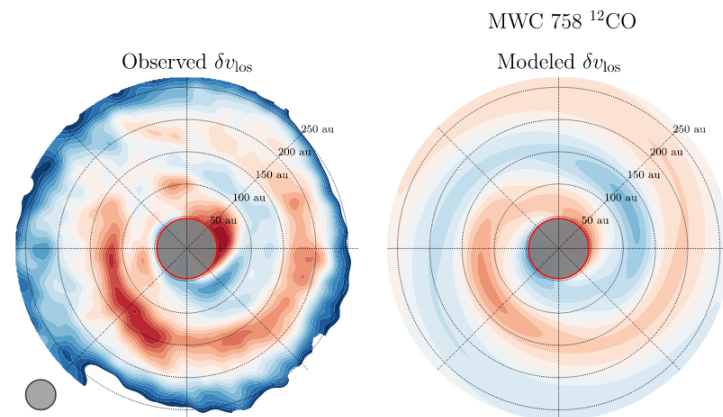 MWC 758 ¹²CO
Observed δv_los
Modeled δv_los
250 au
200 au
150 au
100 au
50 au
250 au
200 au
150 au
100 au
50 au